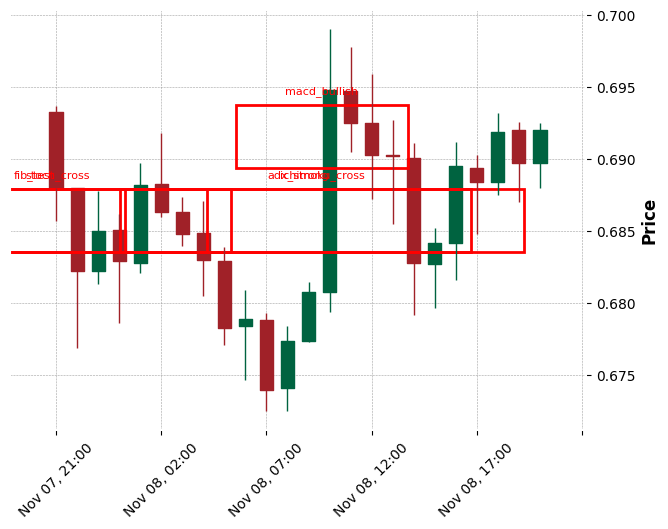 0.700
0.695
macd_bullish
0.690
0.685
Price
0.680
0.675
Nov 07, 21:00
Nov 08, 02:00
Nov 08, 07:00
Nov 08, 12:00
Nov 08, 17:00